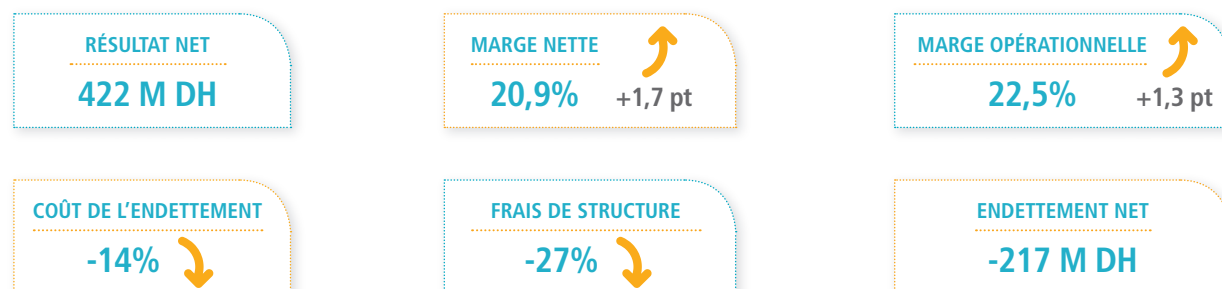 RÉSULTAT NET
422 M DH
MARGE NETTE
20,9% +1,7 pt
MARGE OPÉRATIONNELLE
22,5% +1,3 pt
COÛT DE L’ENDETTEMENT
-14%
FRAIS DE STRUCTURE
-27%
ENDETTEMENT NET
-217 M DH